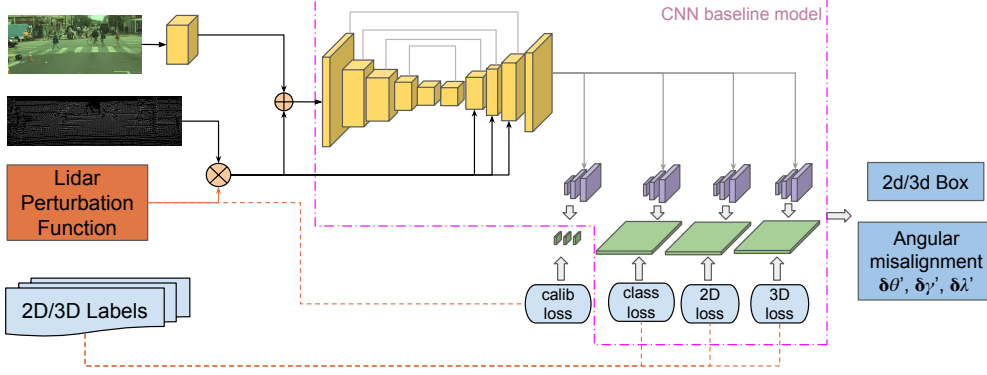 CNN baseline model
Lidar
Perturbation
Function
2D/3D Labels
calib
loss
class
loss
2D
loss
3D
loss
2d/3d Box
Angular
misalignment
δθ', δγ', δλ'